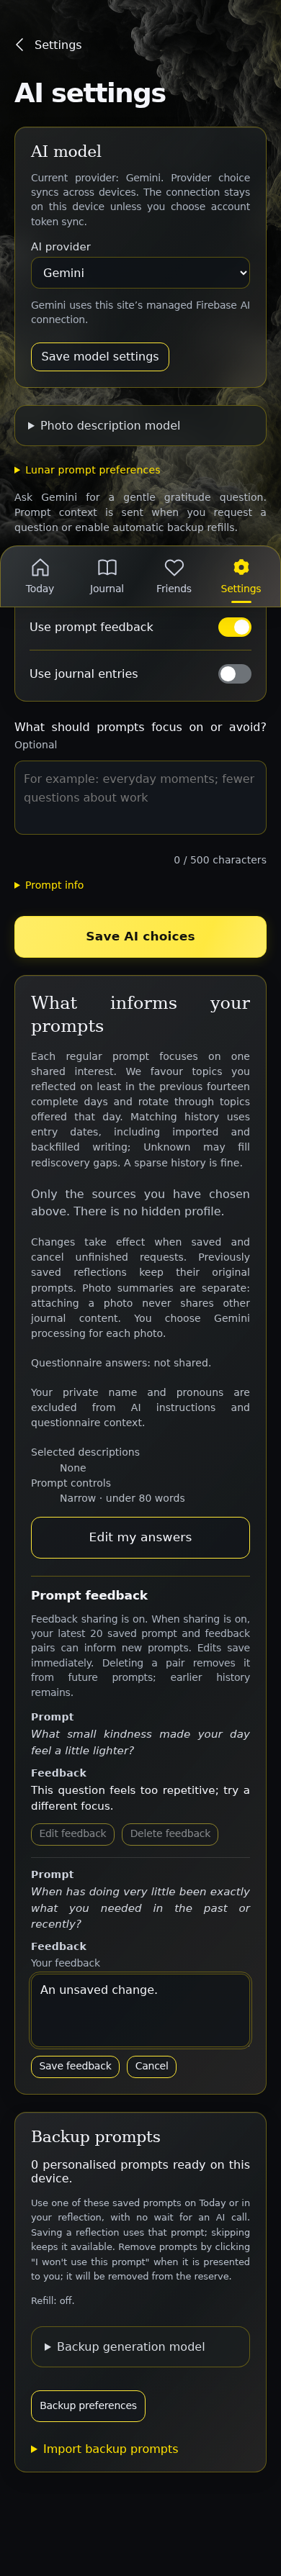 Settings
AI settings
AI model
Current provider: Gemini. Provider choice
syncs across devices. The connection stays
on this device unless you choose account
token sync.
AI provider
Gemini
Gemini uses this site's managed Firebase AI
connection.
Save model settings
Photo description model
Lunar prompt preferences
Ask Gemini for a gentle gratitude question.
Prompt context is sent when you request a
question or enable automatic backup refills.
Today
Journal
Friends
Settings
Use prompt feedback
Use journal entries
What should prompts focus on or avoid?
Optional
For example: everyday moments; fewer
questions about work
0 / 500 characters
Prompt info
Save AI choices
What informs your
prompts
Each regular prompt focuses on one
shared interest. We favour topics you
reflected on least in the previous fourteen
complete days and rotate through topics
offered that day. Matching history uses
entry dates, including imported and
backfilled writing; Unknown may fill
rediscovery gaps. A sparse history is fine.
Only the sources you have chosen
above. There is no hidden profile.
Changes take effect when saved and
cancel unfinished requests. Previously
saved reflections keep their original
prompts. Photo summaries are separate:
attaching a photo never shares other
journal content. You choose Gemini
processing for each photo.
Questionnaire answers: not shared.
Your private name and pronouns are
excluded from AI instructions and
questionnaire context.
Selected descriptions
None
Prompt controls
Narrow · under 80 words
Edit my answers
Prompt feedback
Feedback sharing is on. When sharing is on,
your latest 20 saved prompt and feedback
pairs can inform new prompts. Edits save
immediately. Deleting a pair removes it
from future prompts; earlier history
remains.
Prompt
What small kindness made your day
feel a little lighter?
Feedback
This question feels too repetitive; try a
different focus.
Edit feedback
Delete feedback
Prompt
When has doing very little been exactly
what you needed in the past or
recently?
Feedback
Your feedback
An unsaved change.
Save feedback
Cancel
Backup prompts
0 personalised prompts ready on this
device.
Use one of these saved prompts on Today or in
your reflection, with no wait for an AI call.
Saving a reflection uses that prompt; skipping
keeps it available. Remove prompts by clicking
"I won't use this prompt" when it is presented
to you; it will be removed from the reserve.
Refill: off.
Backup generation model
Backup preferences
Import backup prompts